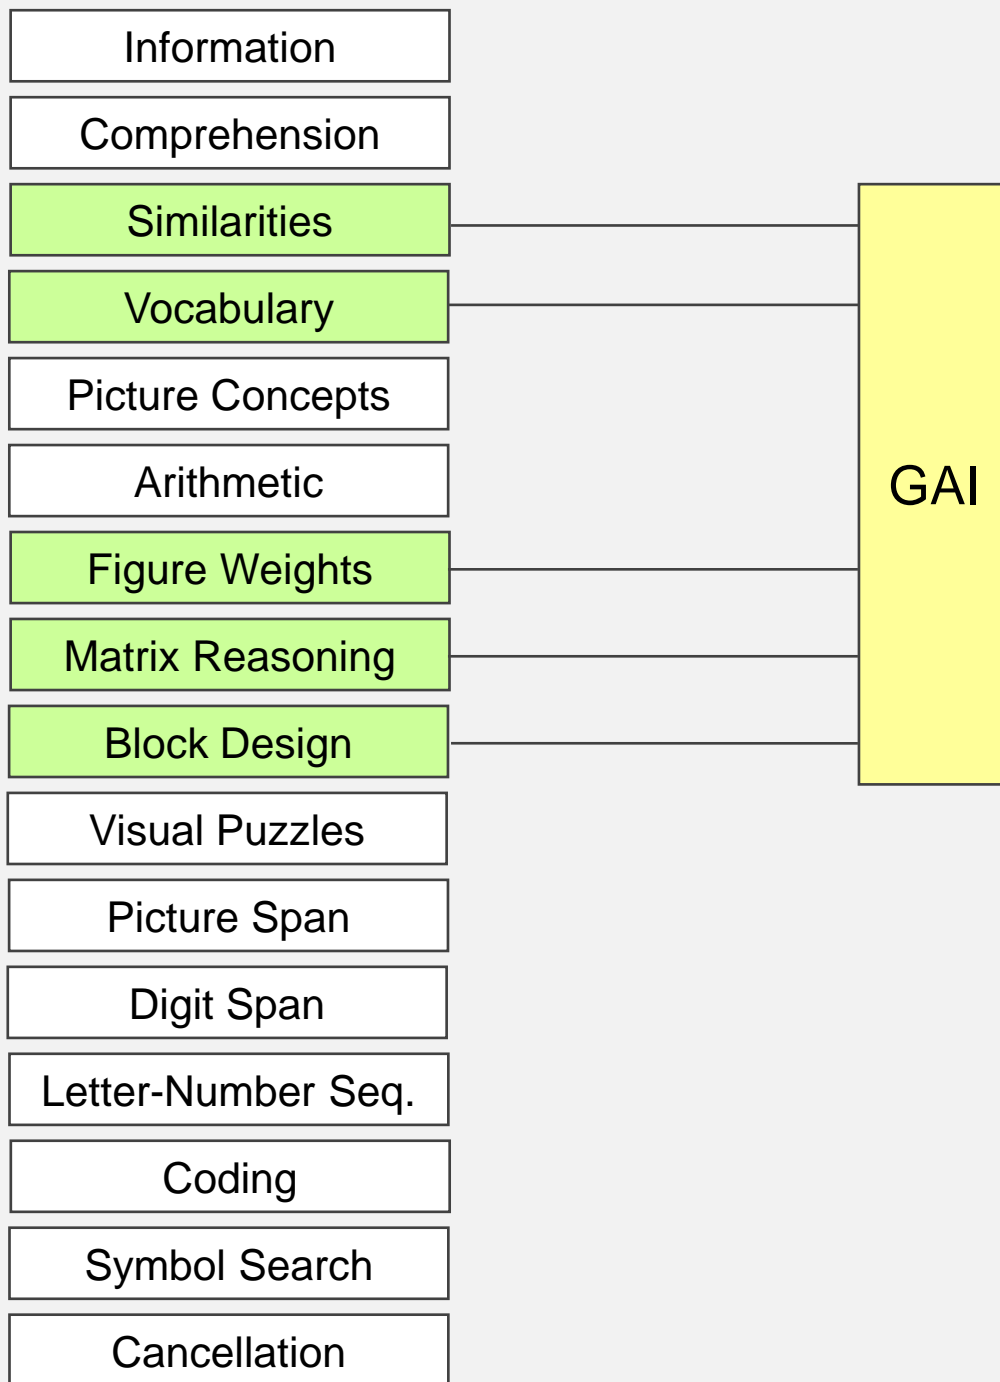 Information
Comprehension
Similarities
Vocabulary
Picture Concepts
Arithmetic
GAI
Figure Weights
Matrix Reasoning
Block Design
Visual Puzzles
Picture Span
Digit Span
Letter-Number Seq.
Coding
Symbol Search
Cancellation